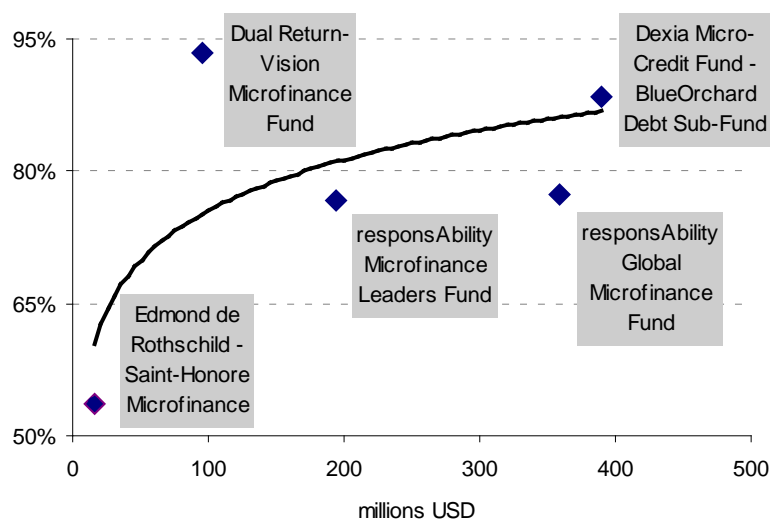 95%
80%
65%
50%
Dual Return-
Vision
Microfinance
Fund
Dexia Micro-
Credit Fund -
BlueOrchard
Debt Sub-Fund
responsAbility
Microfinance
Leaders Fund
responsAbility
Global
Microfinance
Fund
Edmond de
Rothschild -
Saint-Honore
Microfinance
0 100 200 300 400 500
millions USD